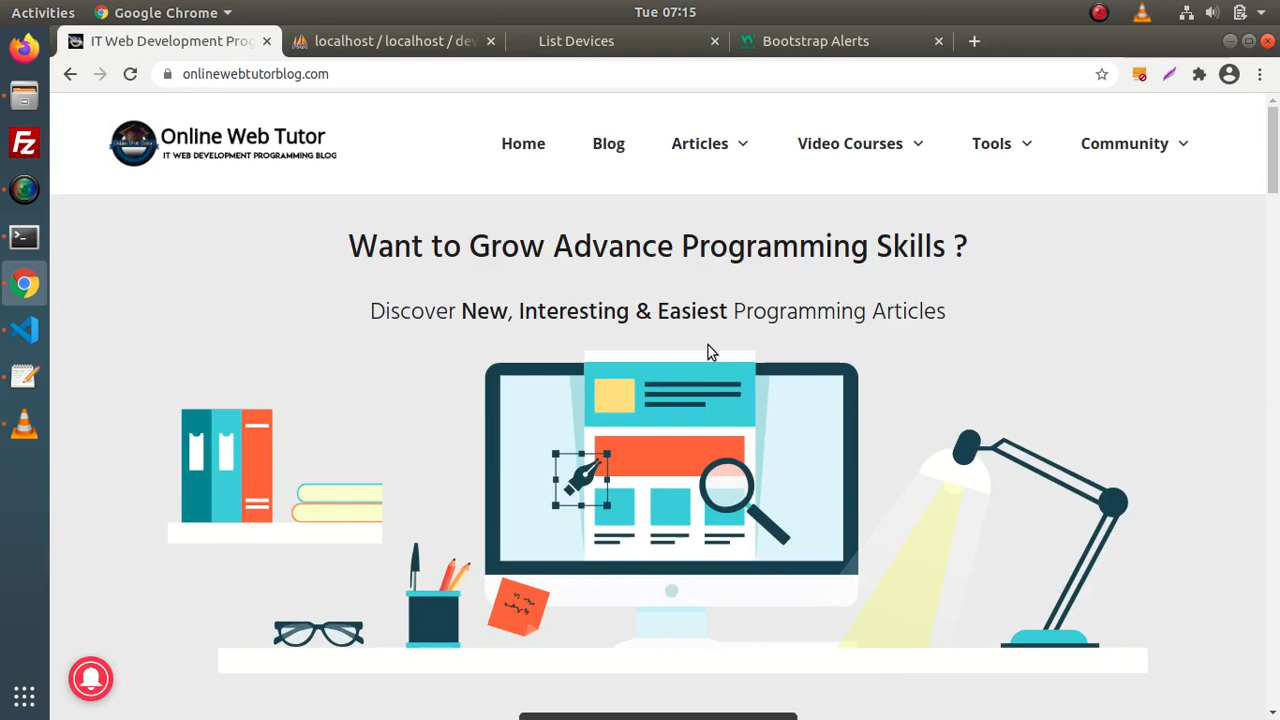 Activities
Google Chrome
Tue 07:15
IT Web Development Prog
localhost / localhost / dev
List Devices
Bootstrap Alerts
onlinewebtutorblog.com
Online Web Tutor
IT WEB DEVELOPMENT PROGRAMMING BLOG
Home
Blog
Articles
Video Courses
Tools
Community
Want to Grow Advance Programming Skills ?
Discover New, Interesting & Easiest Programming Articles